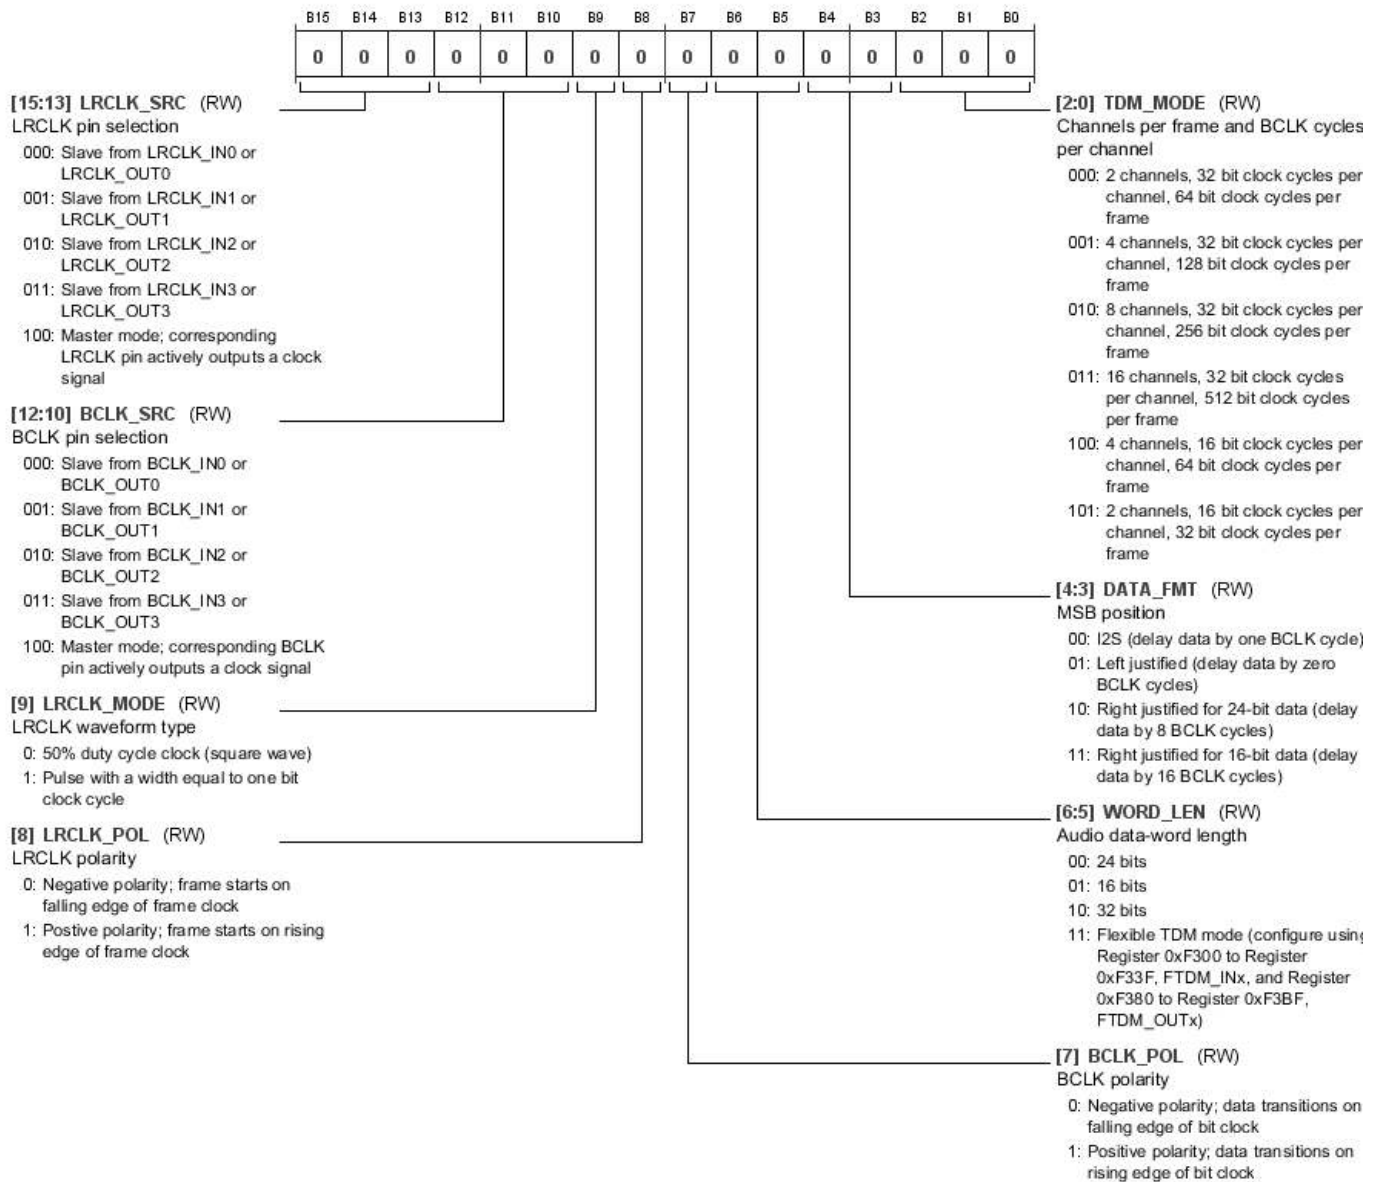 B15 B14 B13 B12 B11 B10 B9 B8 B7 B6 B5 B4 B3 B2 B1 B0
0 0 0 0 0 0 0 0 0 0 0 0 0 0 0 0
[15:13] LRCLK_SRC (RW)
LRCLK pin selection
000: Slave from LRCLK_IN0 or
LRCLK_OUT0
001: Slave from LRCLK_IN1 or
LRCLK_OUT1
010: Slave from LRCLK_IN2 or
LRCLK_OUT2
011: Slave from LRCLK_IN3 or
LRCLK_OUT3
100: Master mode; corresponding
LRCLK pin actively outputs a clock
signal
[12:10] BCLK_SRC (RW)
BCLK pin selection
000: Slave from BCLK_IN0 or
BCLK_OUT0
001: Slave from BCLK_IN1 or
BCLK_OUT1
010: Slave from BCLK_IN2 or
BCLK_OUT2
011: Slave from BCLK_IN3 or
BCLK_OUT3
100: Master mode; corresponding BCLK
pin actively outputs a clock signal
[9] LRCLK_MODE (RW)
LRCLK waveform type
0: 50% duty cycle clock (square wave)
1: Pulse with a width equal to one bit
clock cycle
[8] LRCLK_POL (RW)
LRCLK polarity
0: Negative polarity; frame starts on
falling edge of frame clock
1: Postive polarity; frame starts on rising
edge of frame clock
[2:0] TDM_MODE (RW)
Channels per frame and BCLK cycles
per channel
000: 2 channels, 32 bit clock cycles per
channel, 64 bit clock cycles per
frame
001: 4 channels, 32 bit clock cycles per
channel, 128 bit clock cycles per
frame
010: 8 channels, 32 bit clock cycles per
channel, 256 bit clock cycles per
frame
011: 16 channels, 32 bit clock cycles
per channel, 512 bit clock cycles
per frame
100: 4 channels, 16 bit clock cycles per
channel, 64 bit clock cycles per
frame
101: 2 channels, 16 bit clock cycles per
channel, 32 bit clock cycles per
frame
[4:3] DATA_FMT (RW)
MSB position
00: I2S (delay data by one BCLK cycle)
01: Left justified (delay data by zero
BCLK cycles)
10: Right justified for 24-bit data (delay
data by 8 BCLK cycles)
11: Right justified for 16-bit data (delay
data by 16 BCLK cycles)
[6:5] WORD_LEN (RW)
Audio data-word length
00: 24 bits
01: 16 bits
10: 32 bits
11: Flexible TDM mode (configure using
Register 0xF300 to Register
0xF33F, FTDM_INx, and Register
0xF380 to Register 0xF3BF,
FTDM_OUTx)
[7] BCLK_POL (RW)
BCLK polarity
0: Negative polarity; data transitions on
falling edge of bit clock
1: Positive polarity; data transitions on
rising edge of bit clock